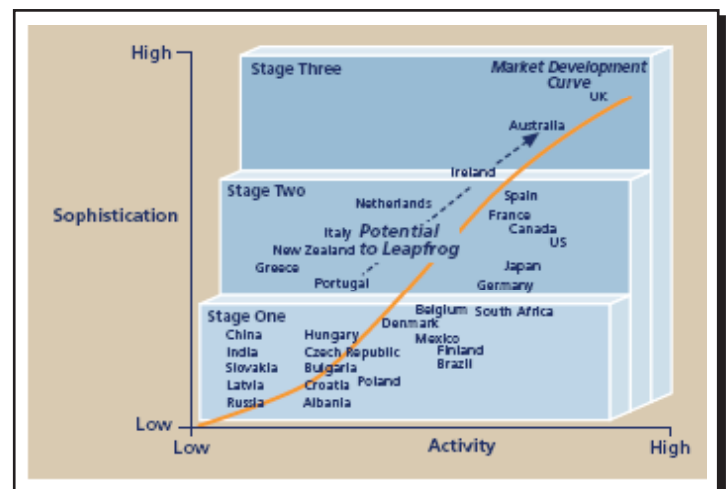 High
Stage Three
Market Development
Curve
UK
Australia
Ireland
Stage Two
Netherlands
Spain
France
Sophistication
Italy
Potential
Canada
New Zealand
to Leapfrog
US
Greece
Japan
Portugal
Germany
Stage One
Belgium
South Africa
Denmark
China
Hungary
Mexico
India
Czech Republic
Finland
Slovakia
Bulgaria
Brazil
Latvia
Croatia
Poland
Russia
Albania
Low
Low
Activity
High